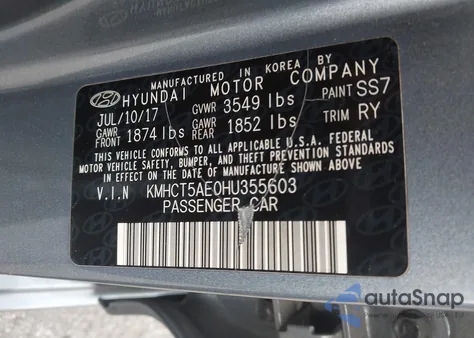 MANUFACTURED IN KOREA BY
HYUNDAI MOTOR COMPANY
JUL/10/17 GVWR 3549 lbs PAINT SS7
GAWR FRONT 1874 lbs GAWR REAR 1852 lbs TRIM RY
THIS VEHICLE CONFORMS TO ALL APPLICABLE U.S.A. FEDERAL
MOTOR VEHICLE SAFETY, BUMPER, AND THEFT PREVENTION STANDARDS
IN EFFECT ON THE DATE OF MANUFACTURE SHOWN ABOVE.
V.I.N KMHCT5AE0HU355603
PASSENGER CAR
autoSnap